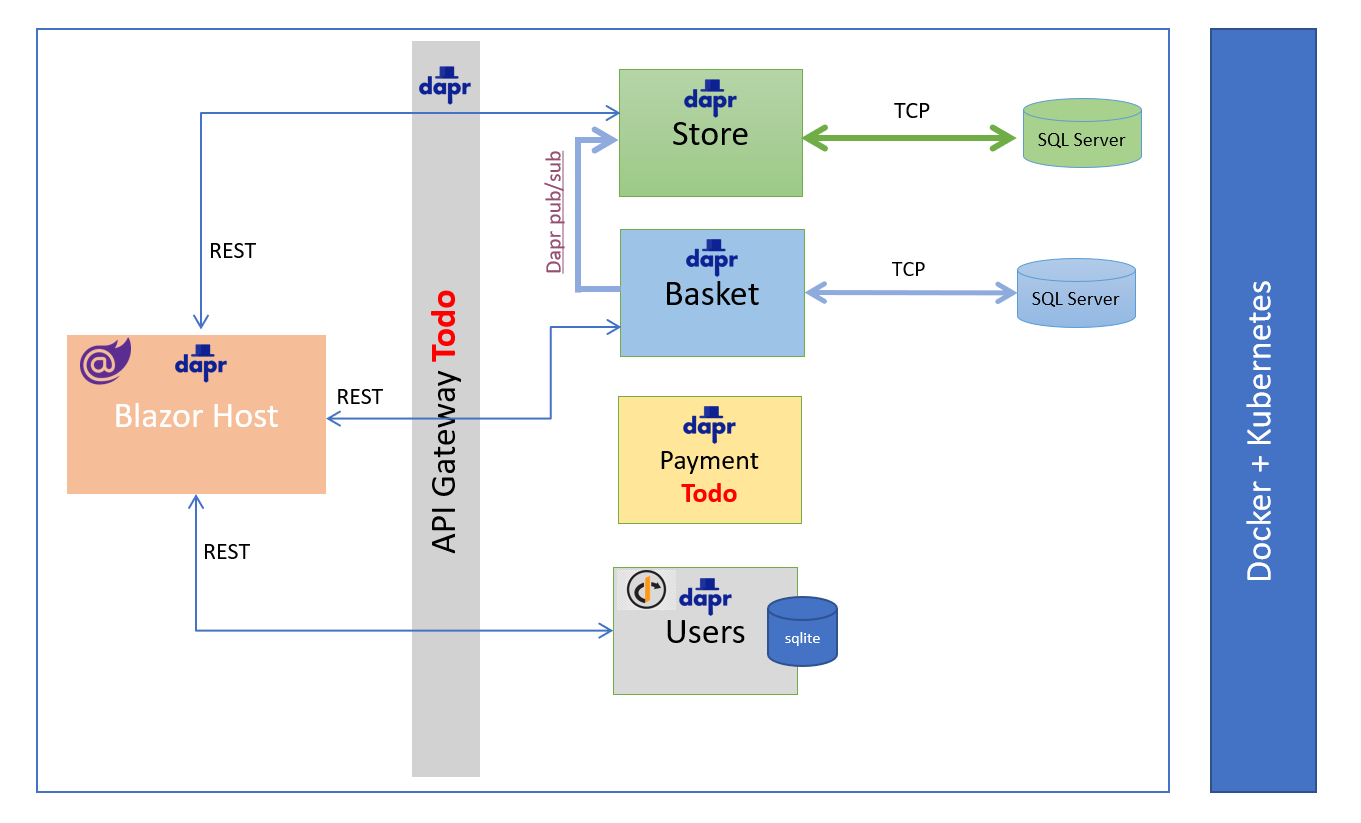 dapr
Store
TCP
SQL Server
Dapr pub/sub
REST
dapr
Basket
TCP
SQL Server
API Gateway Todo
dapr
@
dapr
Blazor Host
REST
dapr
Payment
Todo
REST
dapr
Users
sqlite
Docker + Kubernetes